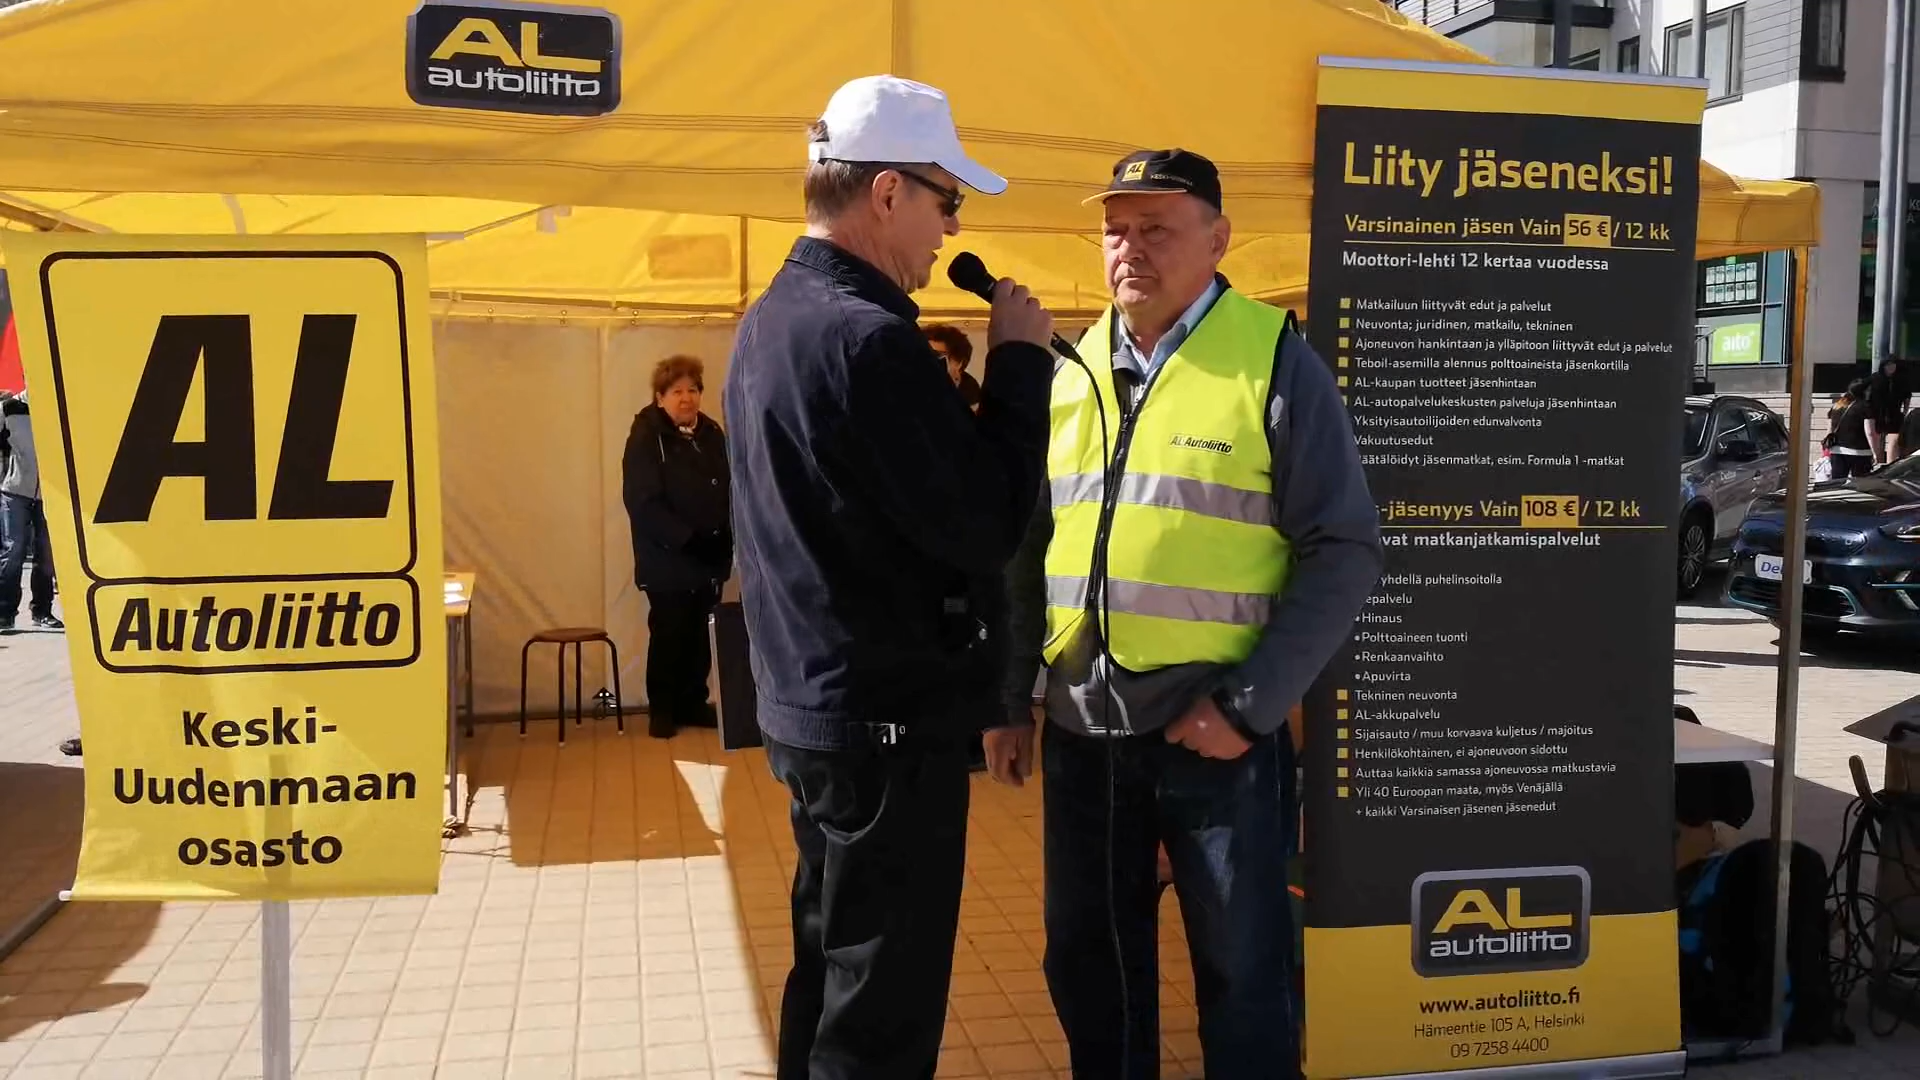 AL
autoliitto
AL
Autoliitto
Keski-
Uudenmaan
osasto
AL
AL Autoliitto
Liity jäseneksi!
Varsinainen jäsen Vain 56 € / 12 kk
Moottori-lehti 12 kertaa vuodessa
Matkailuun liittyvät edut ja palvelut
Neuvonta; juridinen, matkailu, tekninen
Ajoneuvon hankintaan ja ylläpitoon liittyvät edut ja palvelut
Teboil-asemilla alennus polttoaineista jäsenkortilla
AL-kaupan tuotteet jäsenhintaan
AL-autopalvelukeskusten palveluja jäsenhintaan
Yksityisautoilijoiden edunvalvonta
Vakuutusedut
äätälöidyt jäsenmatkat, esim. Formula 1 -matkat
-jäsenyys Vain 108 € / 12 kk
vat matkanjatkamispalvelut
yhdellä puhelinsoitolla
epalvelu
•Hinaus
•Polttoaineen tuonti
•Renkaanvaihto
•Apuvirta
Tekninen neuvonta
AL-akkupalvelu
Sijaisauto / muu korvaava kuljetus / majoitus
Henkilökohtainen, ei ajoneuvoon sidottu
Auttaa kaikkia samassa ajoneuvossa matkustavia
Yli 40 Euroopan maata, myös Venäjällä
+ kaikki Varsinaisen jäsenen jäsenedut
AL
autoliitto
www.autoliitto.fi
Hämeentie 105 A, Helsinki
09 7258 4400
aito